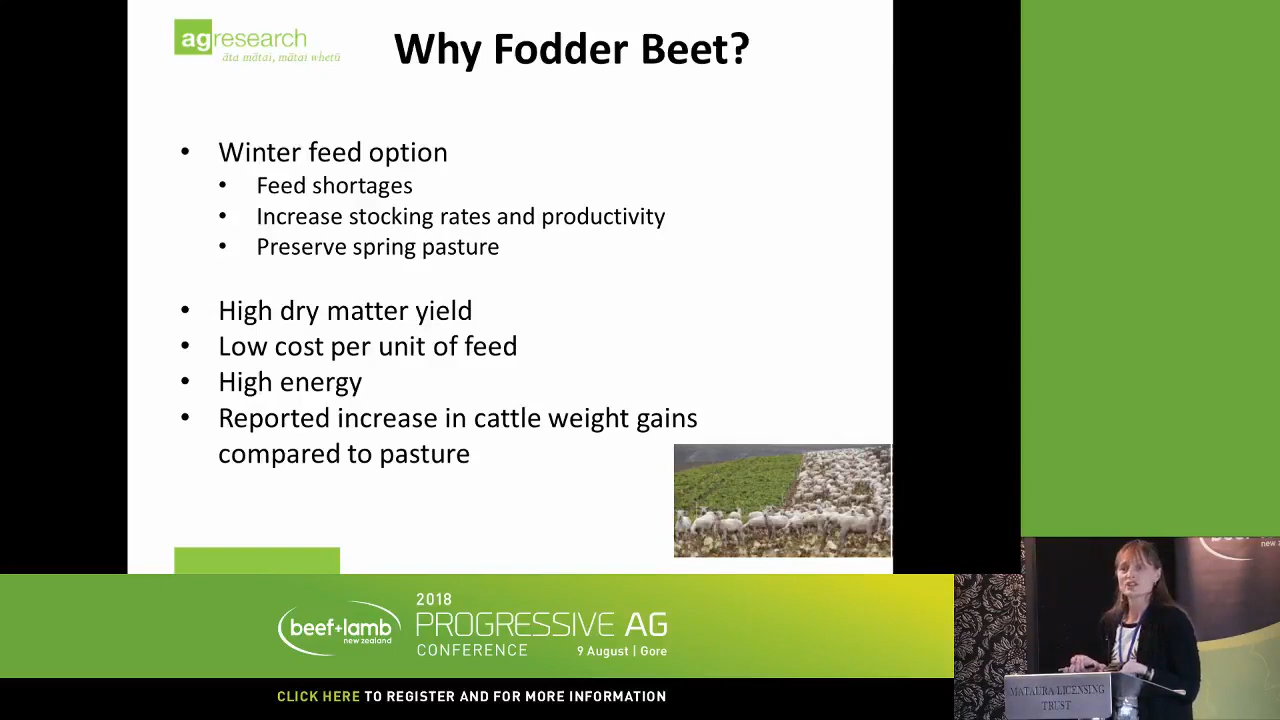 agresearch
āta mātai, mātai whetū
Why Fodder Beet?
• Winter feed option
• Feed shortages
• Increase stocking rates and productivity
• Preserve spring pasture
• High dry matter yield
• Low cost per unit of feed
• High energy
• Reported increase in cattle weight gains
compared to pasture
beef+lamb
new zealand
2018
PROGRESSIVE AG
CONFERENCE 9 August | Gore
CLICK HERE TO REGISTER AND FOR MORE INFORMATION
MATAURA LICENSING
TRUST